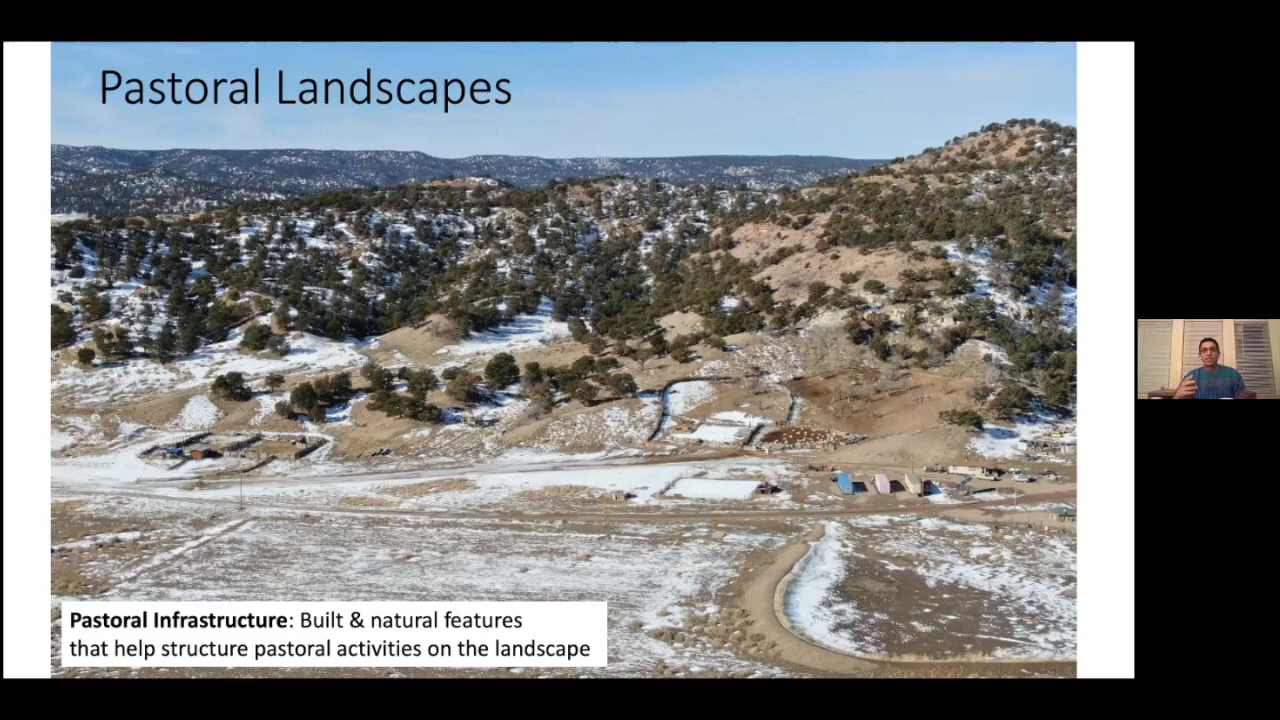 Pastoral Landscapes
Pastoral Infrastructure: Built & natural features
that help structure pastoral activities on the landscape